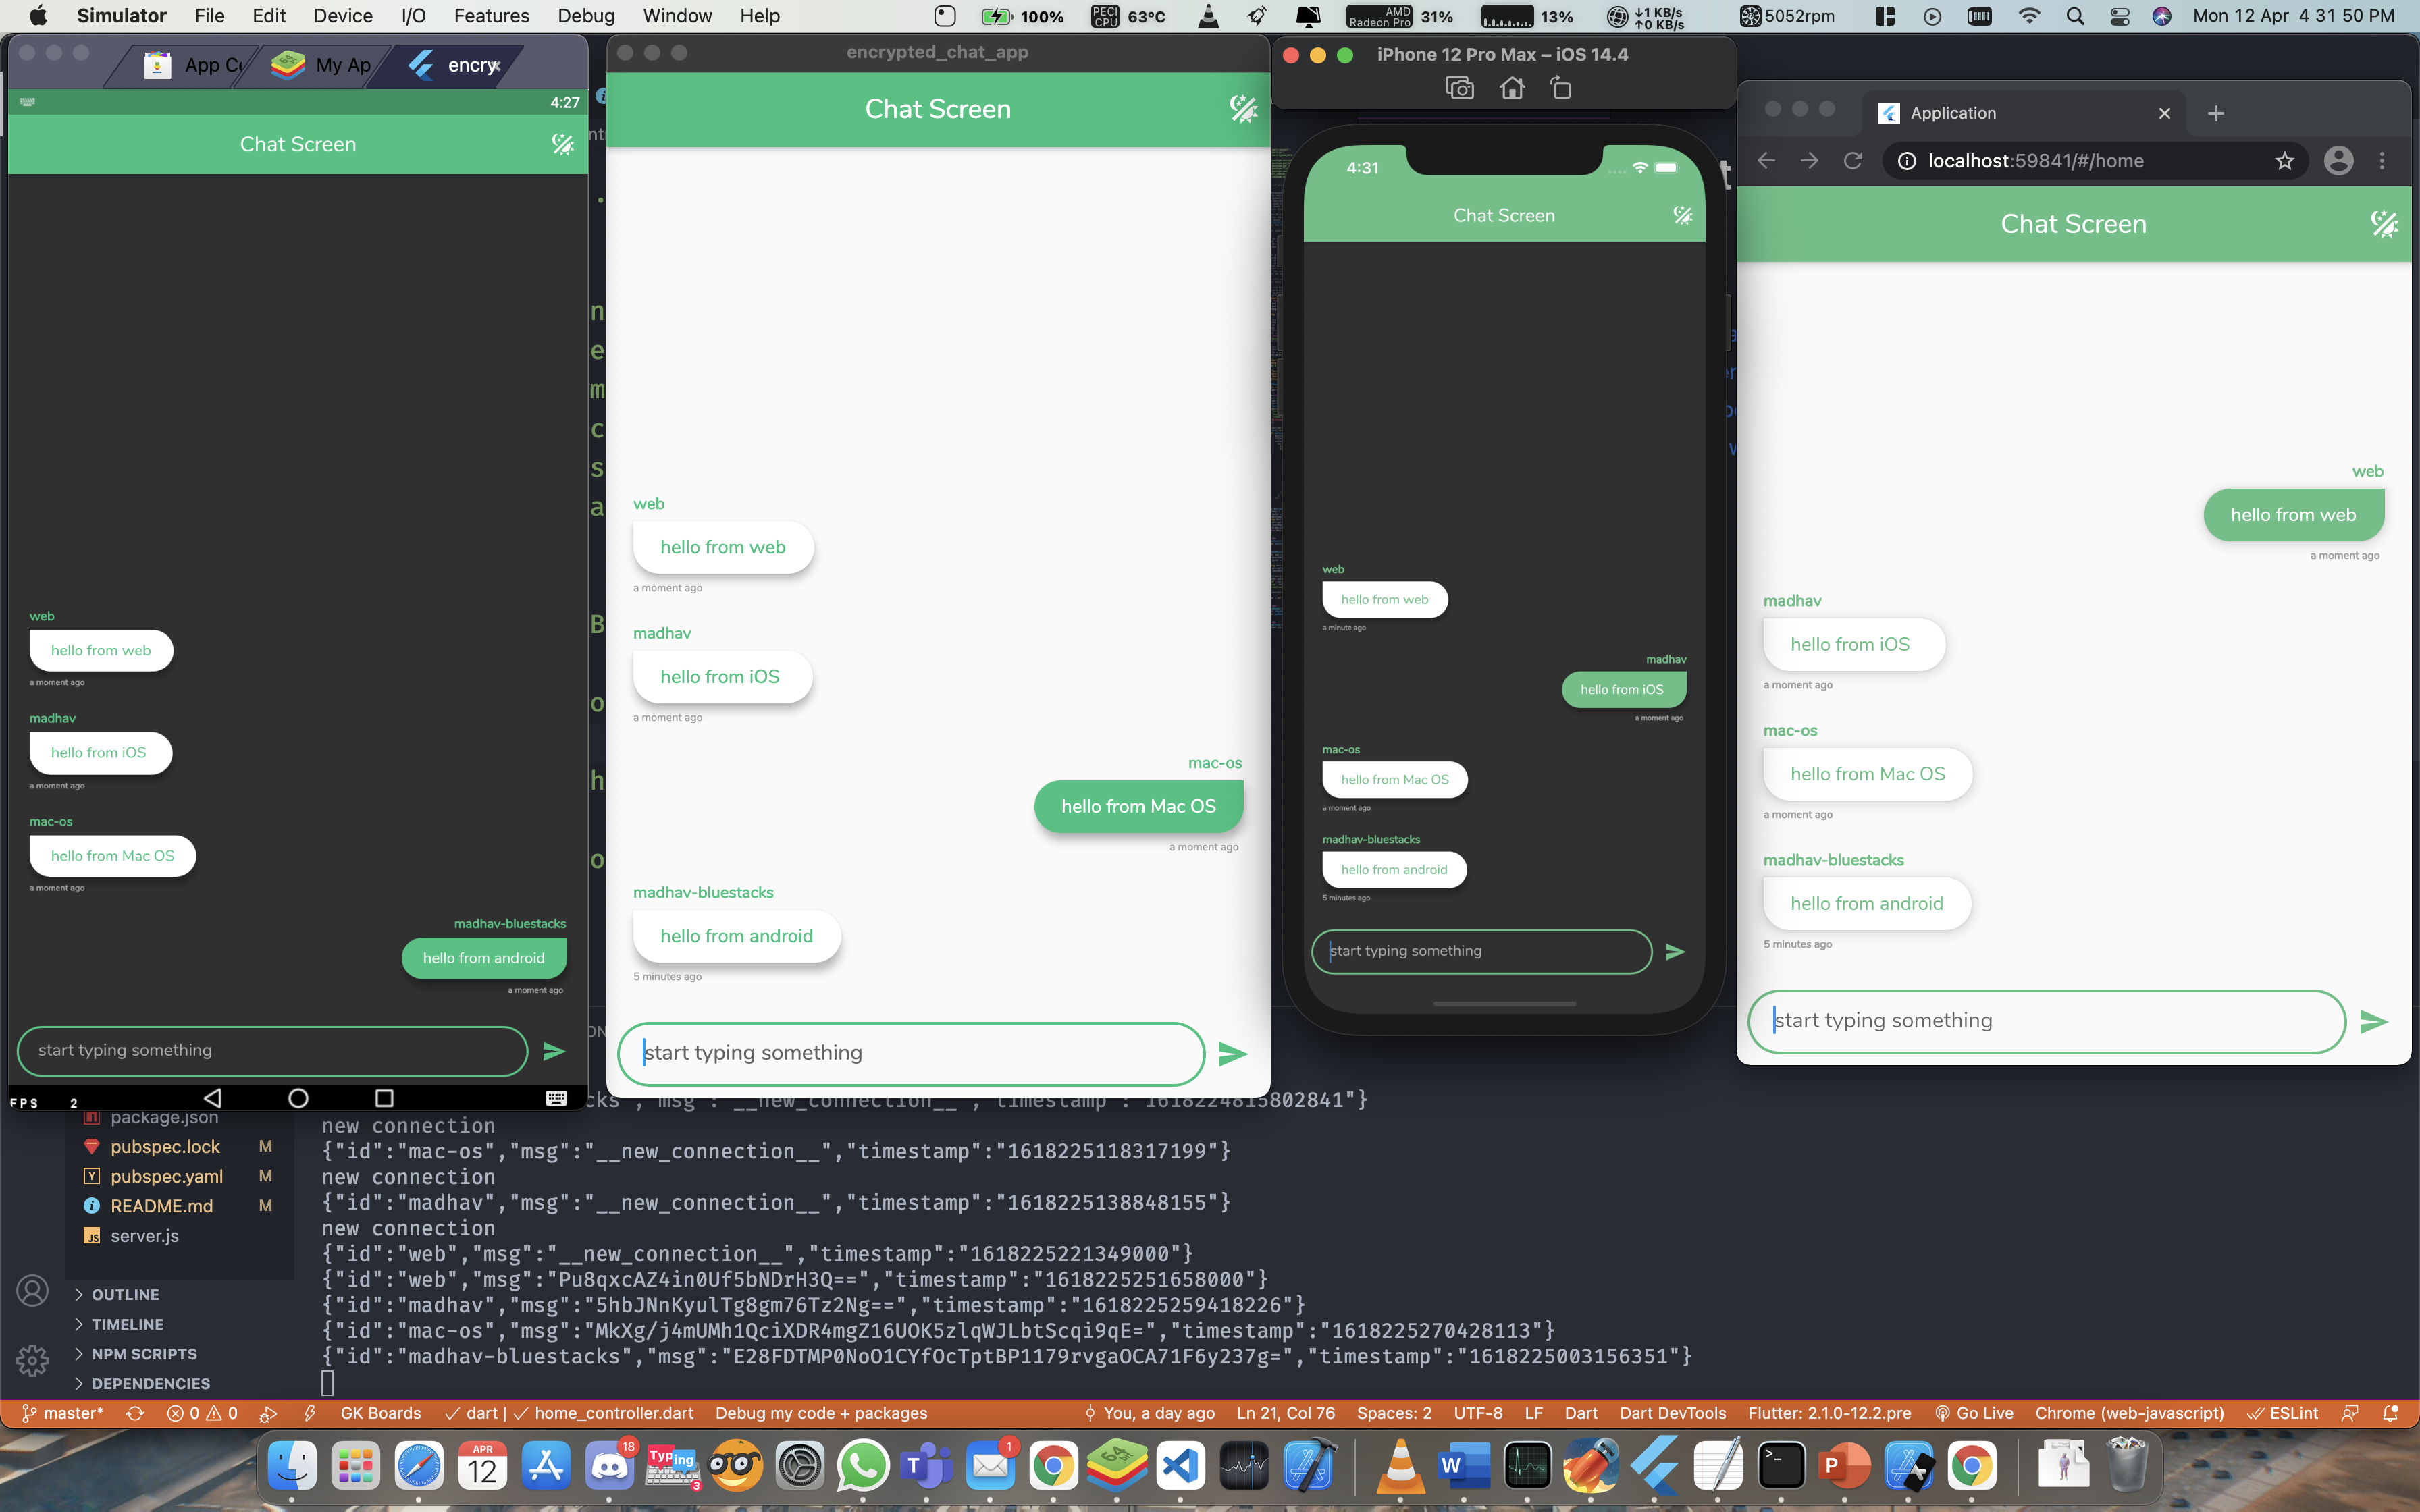 Simulator File Edit Device I/O Features Debug Window Help
100% PECI CPU 63°C AMD Radeon Pro 31% 13% ↓1 KB/s ↑0 KB/s 5052rpm Mon 12 Apr 4 31 50 PM
App C My Ap encry
4:27
Chat Screen
web
hello from web
a moment ago
madhav
hello from iOS
a moment ago
mac-os
hello from Mac OS
a moment ago
madhav-bluestacks
hello from android
a moment ago
start typing something
FPS 2
encrypted_chat_app
Chat Screen
web
hello from web
a moment ago
madhav
hello from iOS
a moment ago
mac-os
hello from Mac OS
a moment ago
madhav-bluestacks
hello from android
5 minutes ago
start typing something
iPhone 12 Pro Max – iOS 14.4
4:31
Chat Screen
web
hello from web
a minute ago
madhav
hello from iOS
a moment ago
mac-os
hello from Mac OS
a moment ago
madhav-bluestacks
hello from android
5 minutes ago
start typing something
Application
localhost:59841/#/home
Chat Screen
web
hello from web
a moment ago
madhav
hello from iOS
a moment ago
mac-os
hello from Mac OS
a moment ago
madhav-bluestacks
hello from android
5 minutes ago
start typing something
package.json
pubspec.lock M
pubspec.yaml M
README.md M
server.js
OUTLINE
TIMELINE
NPM SCRIPTS
DEPENDENCIES
cks","msg":"__new_connection__","timestamp":"1618224815802841"}
new connection
{"id":"mac-os","msg":"__new_connection__","timestamp":"1618225118317199"}
new connection
{"id":"madhav","msg":"__new_connection__","timestamp":"1618225138848155"}
new connection
{"id":"web","msg":"__new_connection__","timestamp":"1618225221349000"}
{"id":"web","msg":"Pu8qxcAZ4in0Uf5bNDrH3Q==","timestamp":"1618225251658000"}
{"id":"madhav","msg":"5hbJNnKyulTg8gm76Tz2Ng==","timestamp":"1618225259418226"}
{"id":"mac-os","msg":"MkXg/j4mUMh1QciXDR4mgZ16UOK5zlqWJLbtScqi9qE=","timestamp":"1618225270428113"}
{"id":"madhav-bluestacks","msg":"E28FDTMP0NoO1CYfOcTptBP1179rvgaOCA71F6y237g=","timestamp":"1618225003156351"}
master* 0 0 GK Boards dart | home_controller.dart Debug my code + packages You, a day ago Ln 21, Col 76 Spaces: 2 UTF-8 LF Dart Dart DevTools Flutter: 2.1.0-12.2.pre Go Live Chrome (web-javascript) ESLint
APR 12 18 Typing 3 1